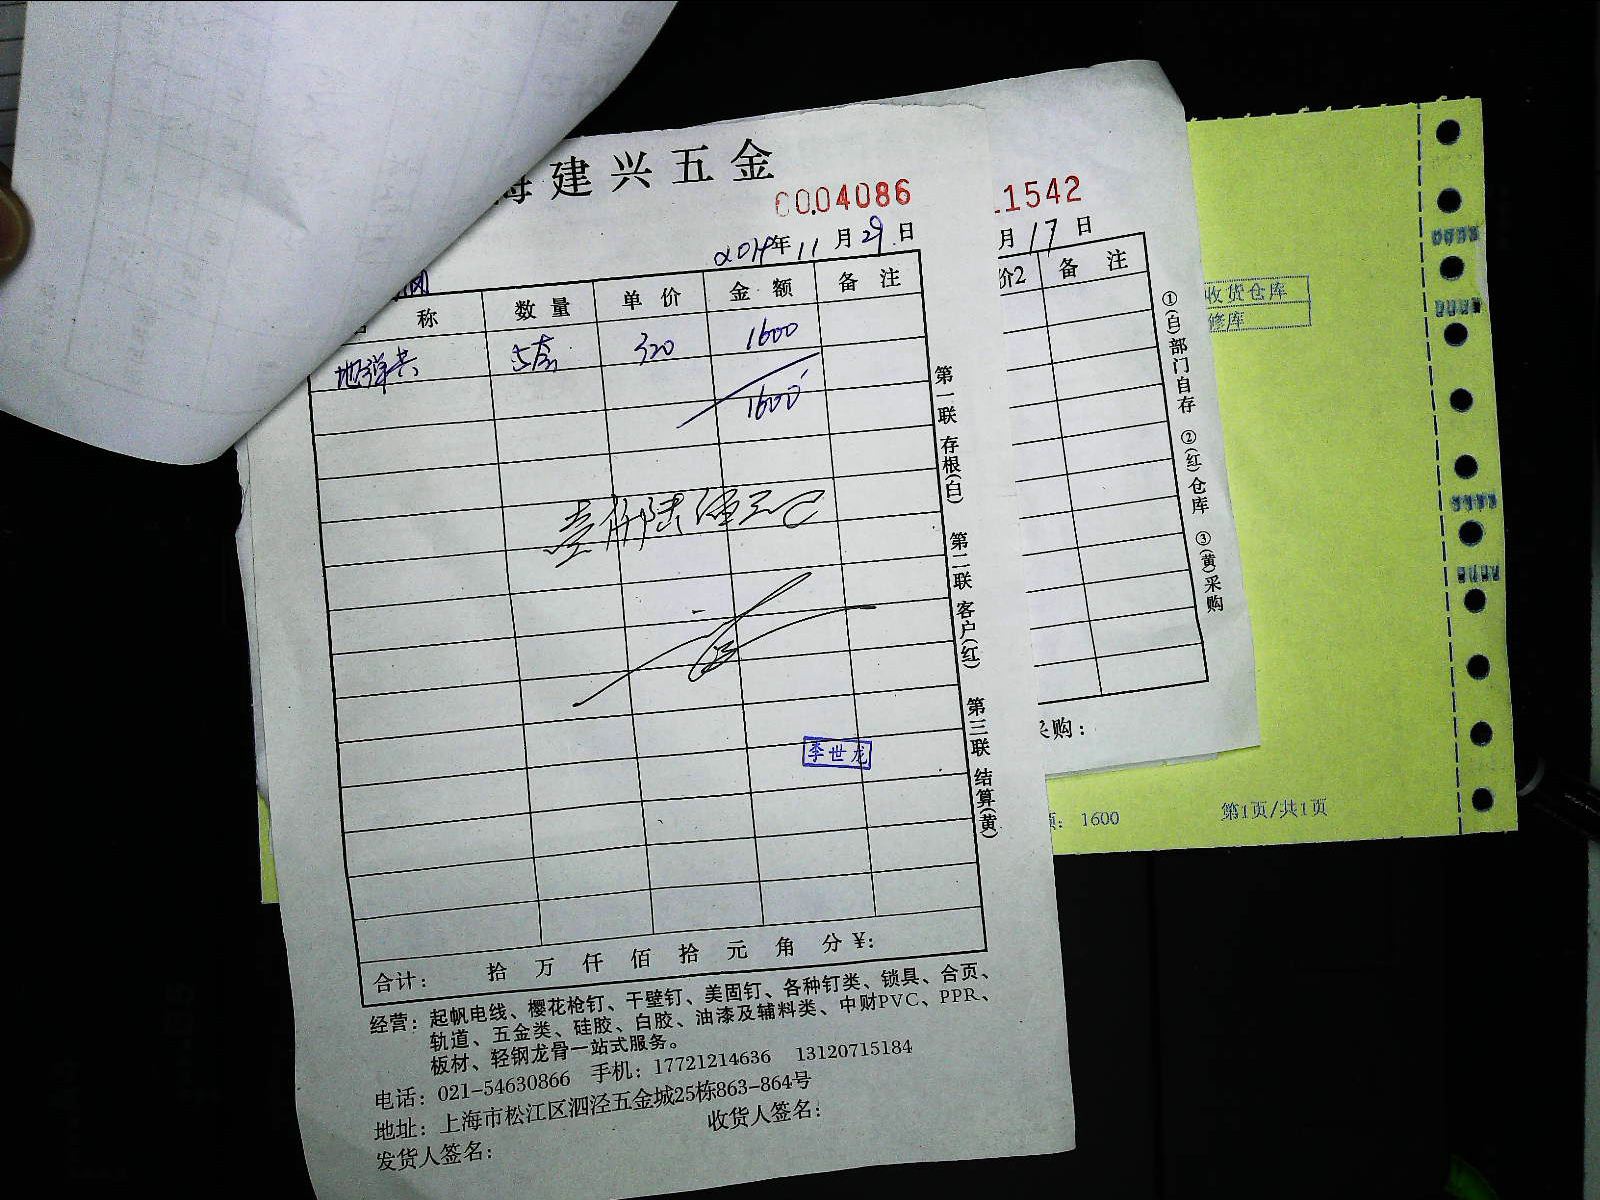 海建兴五金
0004086
2014年11月29日
名称 数量 单价 金额 备注
地弹簧 5套 320 1600
1600
壹仟陆佰元
李世龙
合计： 拾 万 仟 佰 拾 元 角 分 ¥:
第一联 存根(白) 第二联 客户(红) 第三联 结算(黄)
经营：起帆电线、樱花枪钉、干壁钉、美固钉、各种钉类、锁具、合页、
轨道、五金类、硅胶、白胶、油漆及辅料类、中财PVC、PPR、
板材、轻钢龙骨一站式服务。
电话：021-54630866 手机：17721214636 13120715184
地址：上海市松江区泗泾五金城25栋863-864号
发货人签名： 收货人签名：
11542
月17日
价2 备注
①(白)部门自存 ②(红)仓库 ③(黄)采购
采购：
收货仓库
修库
额：1600 第1页/共1页